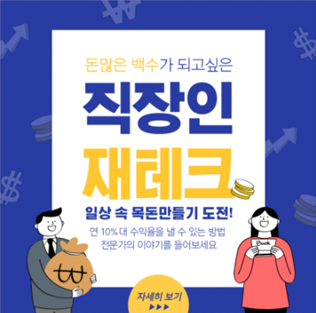 돈많은 백수가 되고싶은
직장인
재테크
일상 속 목돈만들기 도전!
연 10%대 수익율을 낼 수 있는 방법
전문가의 이야기를 들어보세요
Book
자세히 보기